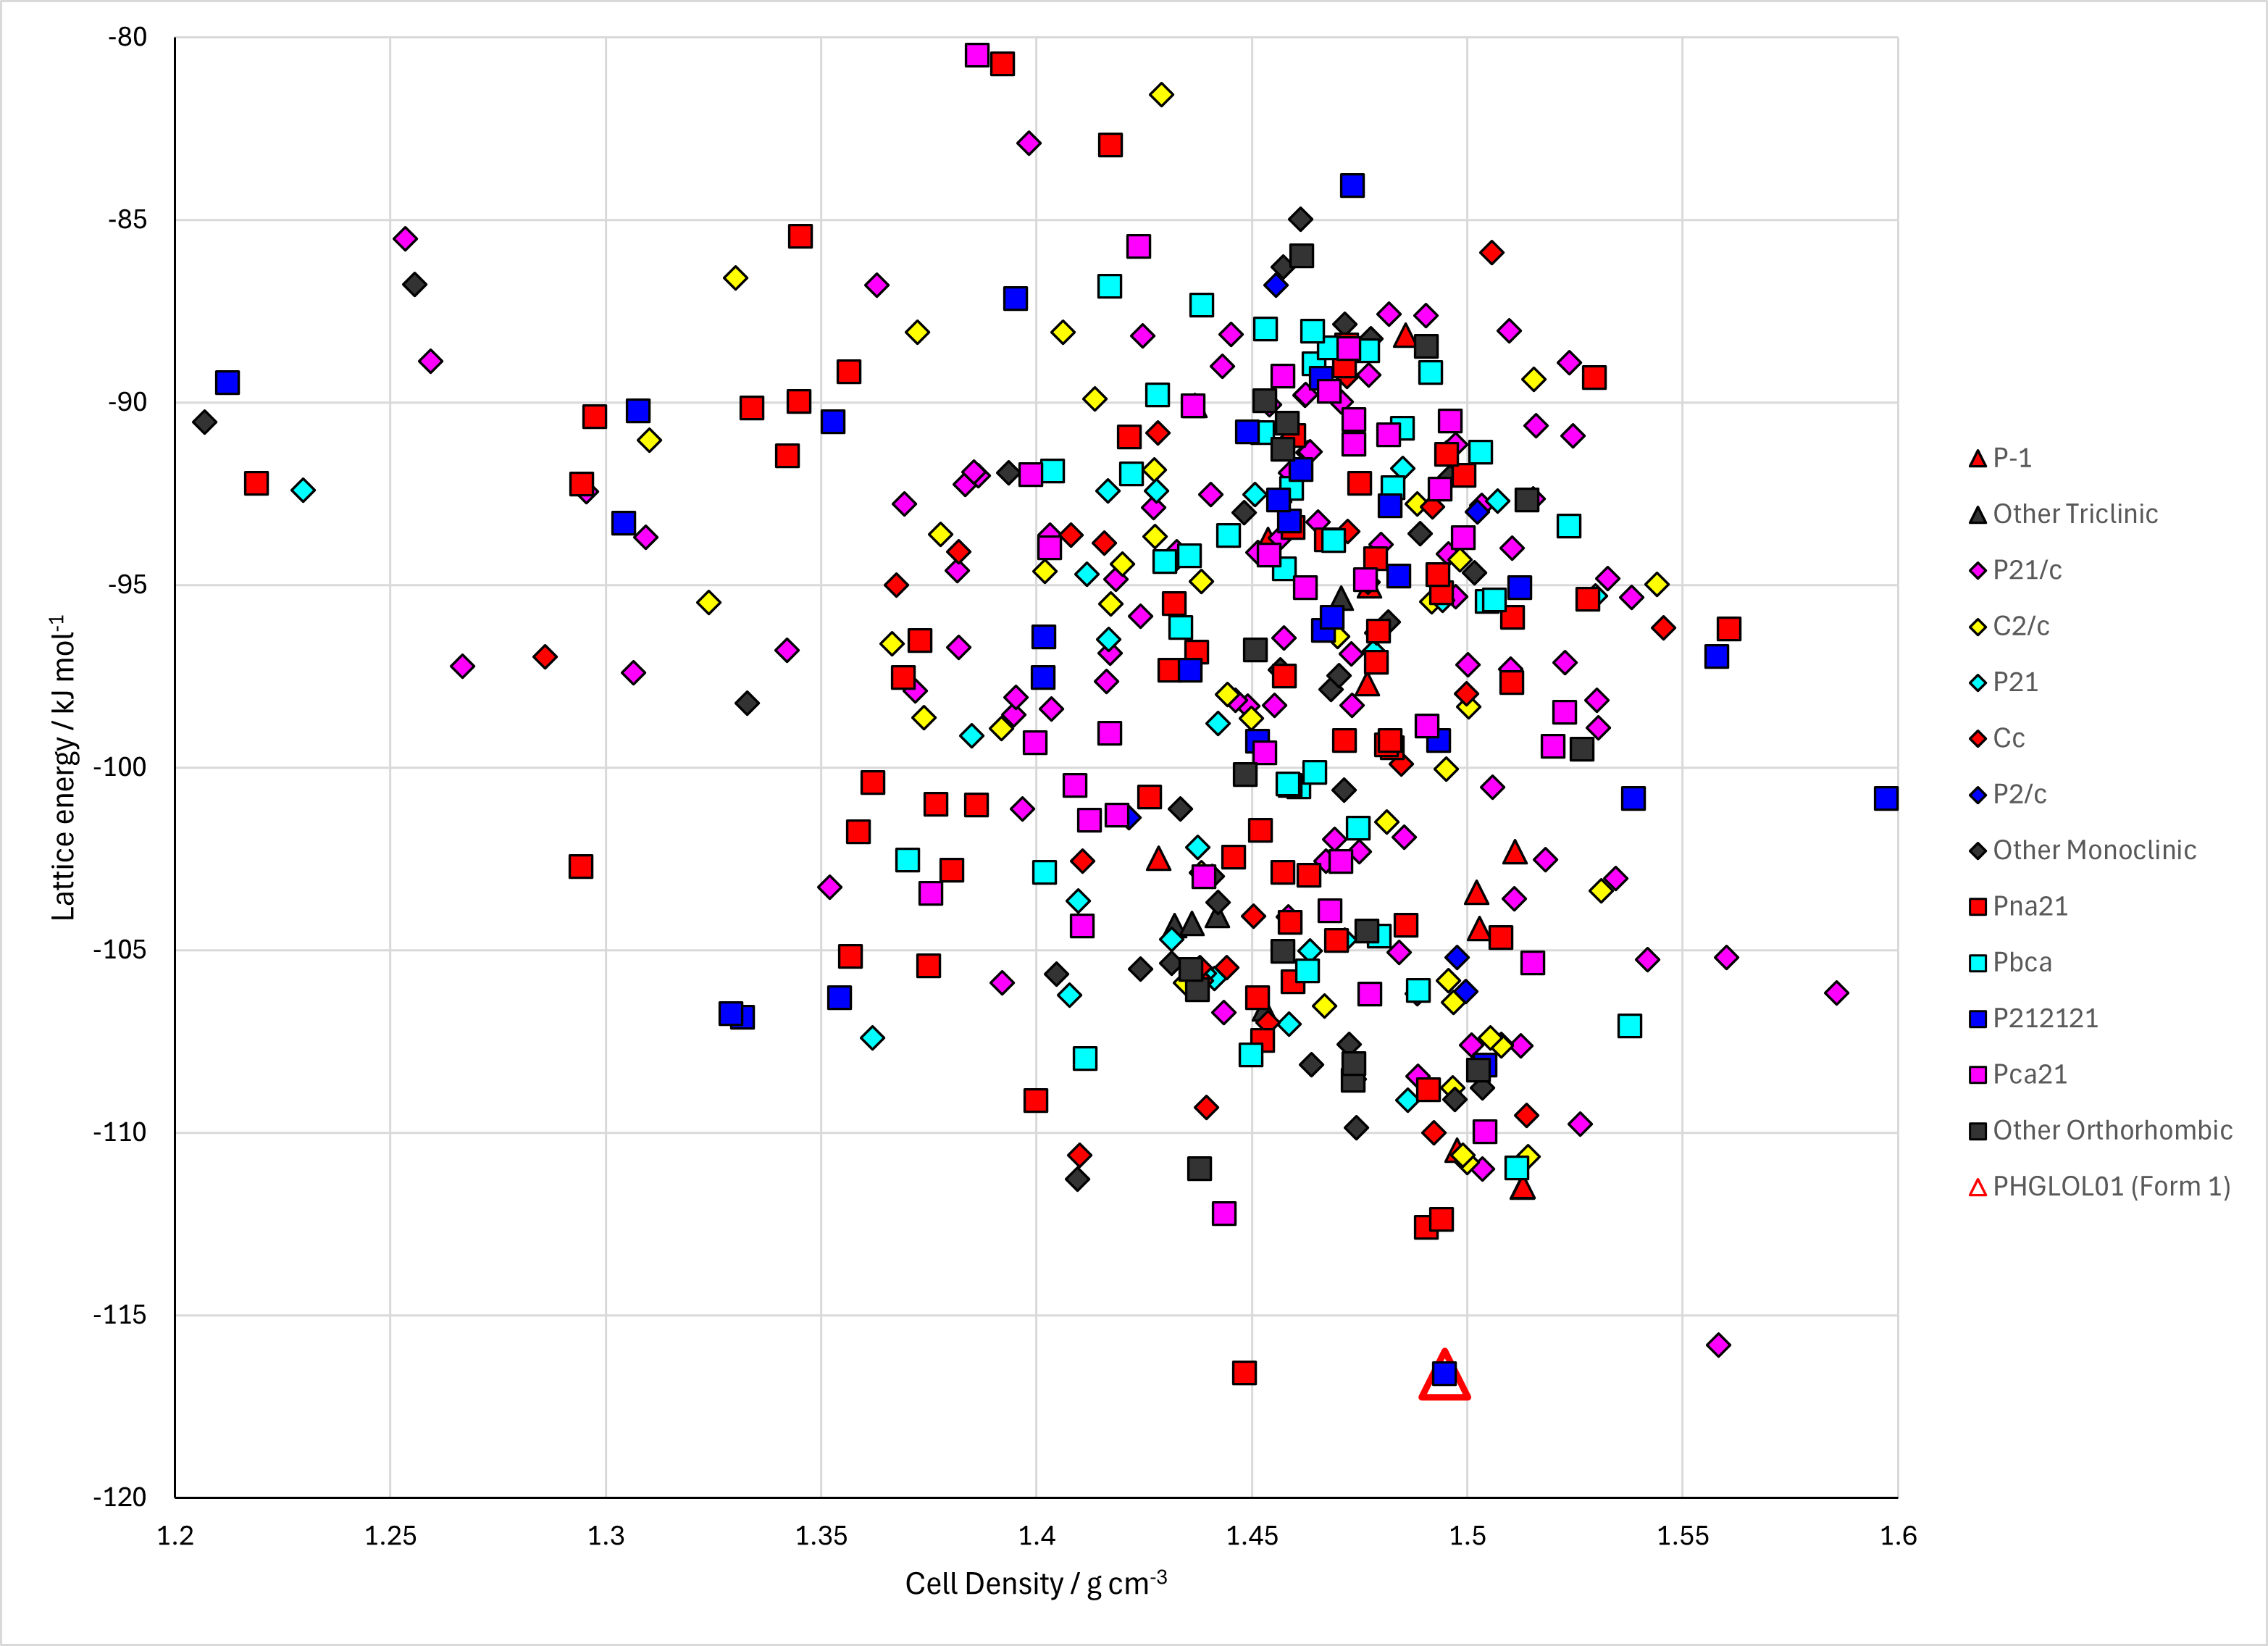 -80
-85
-90
-95
-100
-105
-110
-115
-120
Lattice energy / kJ mol⁻¹
1.2 1.25 1.3 1.35 1.4 1.45 1.5 1.55 1.6
Cell Density / g cm⁻³
P-1
Other Triclinic
P21/c
C2/c
P21
Cc
P2/c
Other Monoclinic
Pna21
Pbca
P212121
Pca21
Other Orthorhombic
PHGLOL01 (Form 1)